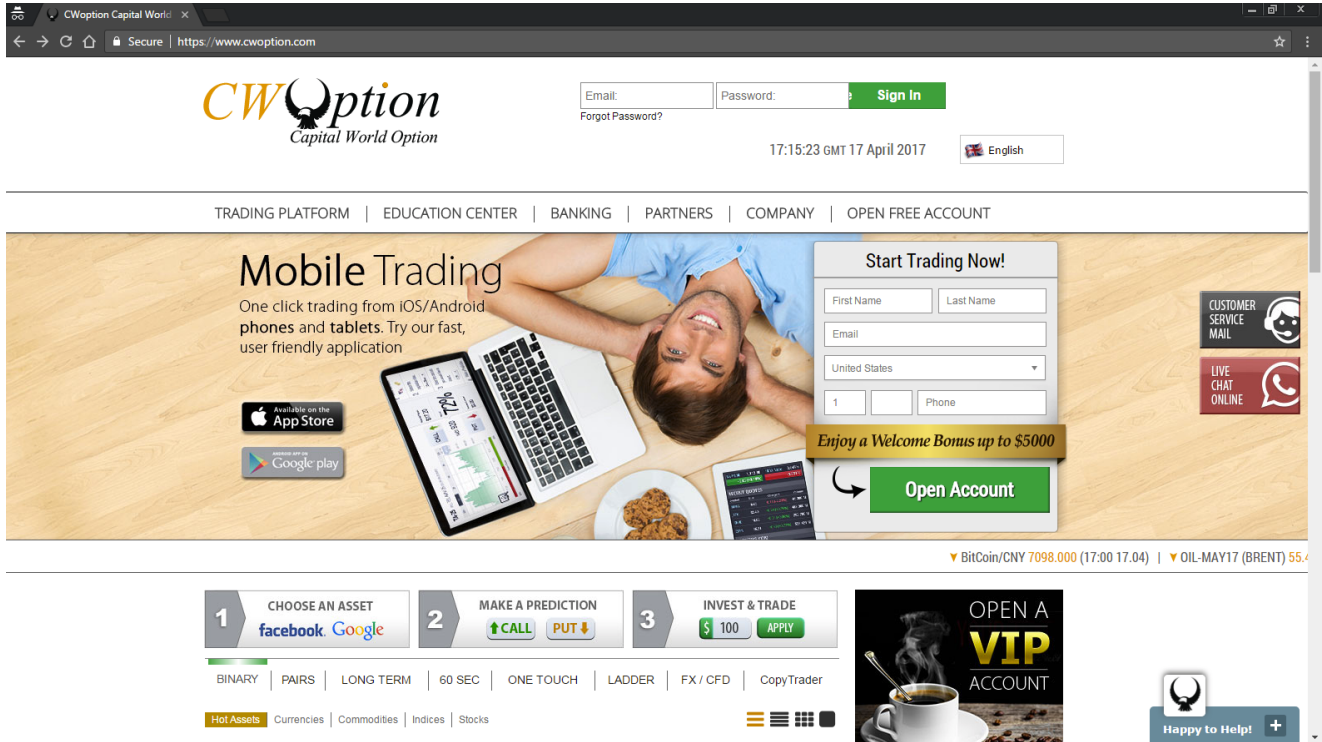 CWoption Capital World
Secure | https://www.cwoption.com
CWOption
Capital World Option
Email:
Password:
Sign In
Forgot Password?
17:15:23 GMT 17 April 2017
English
TRADING PLATFORM | EDUCATION CENTER | BANKING | PARTNERS | COMPANY | OPEN FREE ACCOUNT
Mobile Trading
One click trading from iOS/Android
phones and tablets. Try our fast,
user friendly application
Available on the
App Store
ANDROID APP ON
Google play
Start Trading Now!
First Name
Last Name
Email
United States
1
Phone
Enjoy a Welcome Bonus up to $5000
Open Account
CUSTOMER
SERVICE
MAIL
LIVE
CHAT
ONLINE
BitCoin/CNY 7098.000 (17:00 17.04) | OIL-MAY17 (BRENT) 55.4
1
CHOOSE AN ASSET
facebook. Google
2
MAKE A PREDICTION
CALL
PUT
3
INVEST & TRADE
$ 100
APPLY
OPEN A
VIP
ACCOUNT
BINARY | PAIRS | LONG TERM | 60 SEC | ONE TOUCH | LADDER | FX / CFD | CopyTrader
Hot Assets
Currencies | Commodities | Indices | Stocks
Happy to Help!